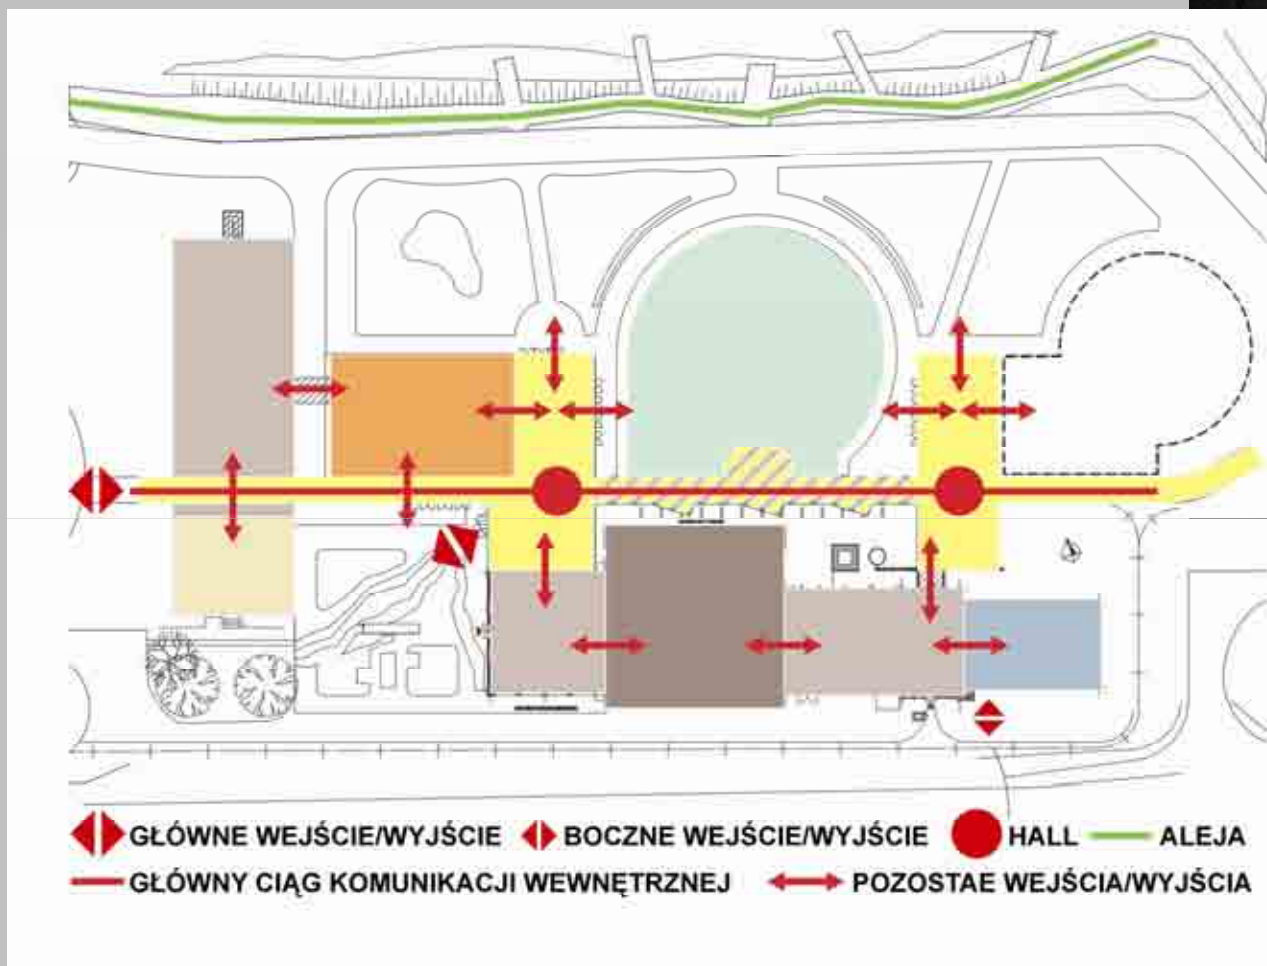 GŁÓWNE WEJŚCIE/WYJŚCIE BOCZNE WEJŚCIE/WYJŚCIE HALL ALEJA
GŁÓWNY CIĄG KOMUNIKACJI WEWNĘTRZNEJ POZOSTAE WEJŚCIA/WYJŚCIA